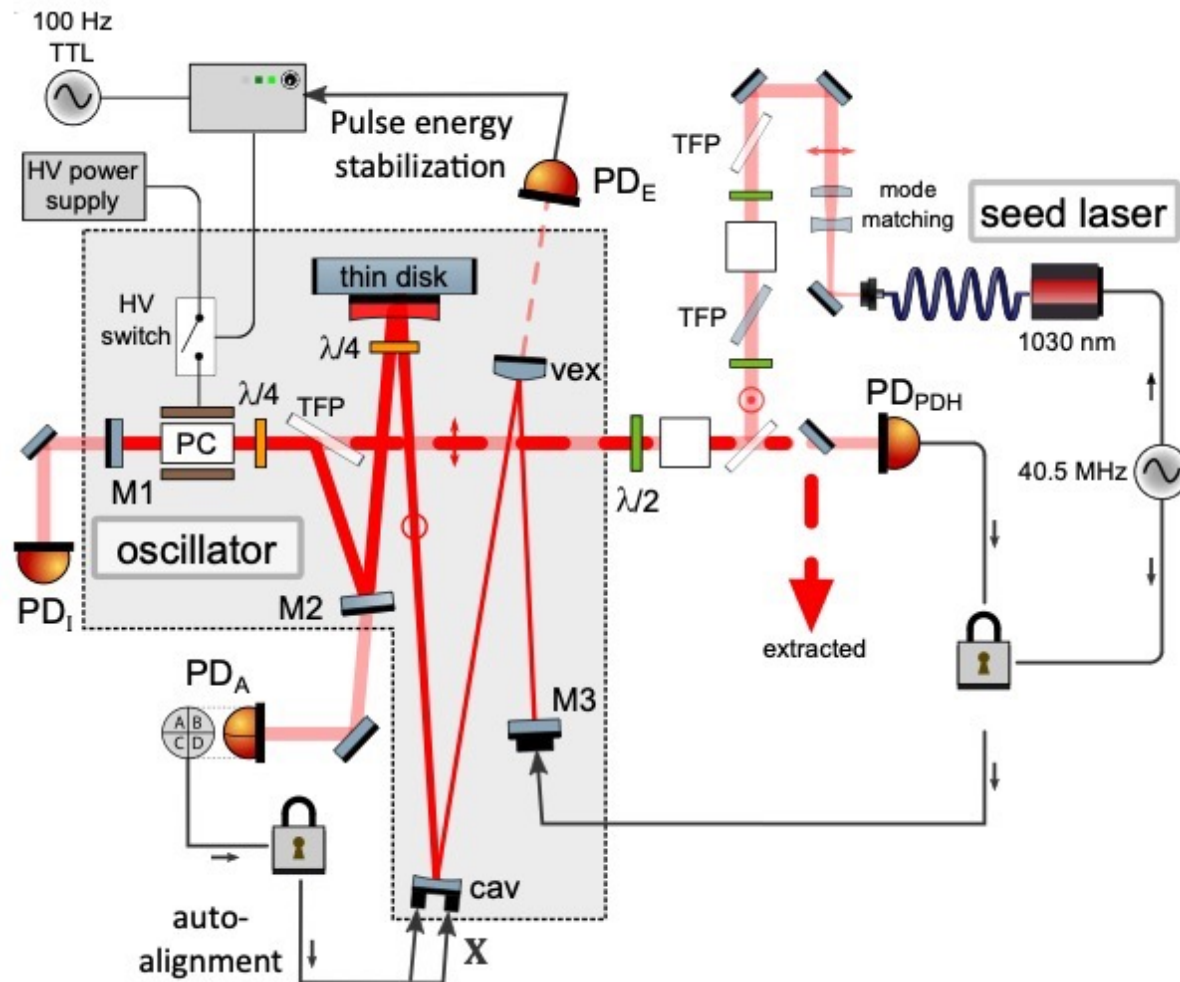 100 Hz
TTL
HV power
supply
Pulse energy
stabilization
PD_E
TFP
mode
matching
seed laser
1030 nm
TFP
thin disk
HV
switch
λ/4
λ/4
TFP
vex
PD_PDH
PC
M1
40.5 MHz
λ/2
oscillator
PD_I
M2
extracted
PD_A
A B
C D
M3
cav
auto-
alignment
X